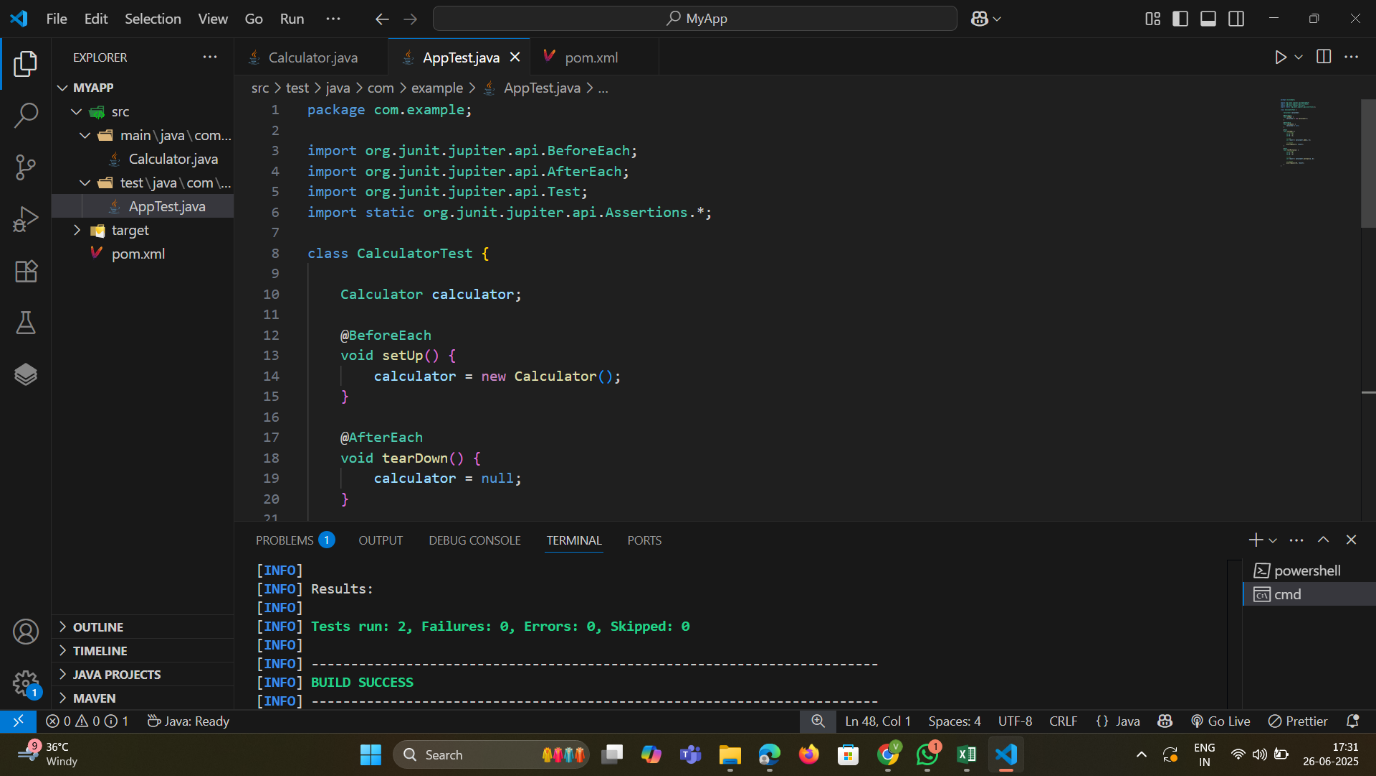 File Edit Selection View Go Run ··· MyApp
EXPLORER ···
MYAPP
src
main\java\com...
Calculator.java
test\java\com\...
AppTest.java
target
pom.xml
OUTLINE
TIMELINE
JAVA PROJECTS
MAVEN
1
Calculator.java AppTest.java pom.xml
src > test > java > com > example > AppTest.java > ...
1 package com.example;
2
3 import org.junit.jupiter.api.BeforeEach;
4 import org.junit.jupiter.api.AfterEach;
5 import org.junit.jupiter.api.Test;
6 import static org.junit.jupiter.api.Assertions.*;
7
8 class CalculatorTest {
9
10 Calculator calculator;
11
12 @BeforeEach
13 void setUp() {
14 calculator = new Calculator();
15 }
16
17 @AfterEach
18 void tearDown() {
19 calculator = null;
20 }
21
PROBLEMS 1 OUTPUT DEBUG CONSOLE TERMINAL PORTS
[INFO]
[INFO] Results:
[INFO]
[INFO] Tests run: 2, Failures: 0, Errors: 0, Skipped: 0
[INFO]
[INFO] ------------------------------------------------------------------------
[INFO] BUILD SUCCESS
[INFO] ------------------------------------------------------------------------
powershell
cmd
0 0 1 Java: Ready Ln 48, Col 1 Spaces: 4 UTF-8 CRLF {} Java Go Live Prettier
9 36°C
Windy
Search
V
1
ENG
IN
17:31
26-06-2025